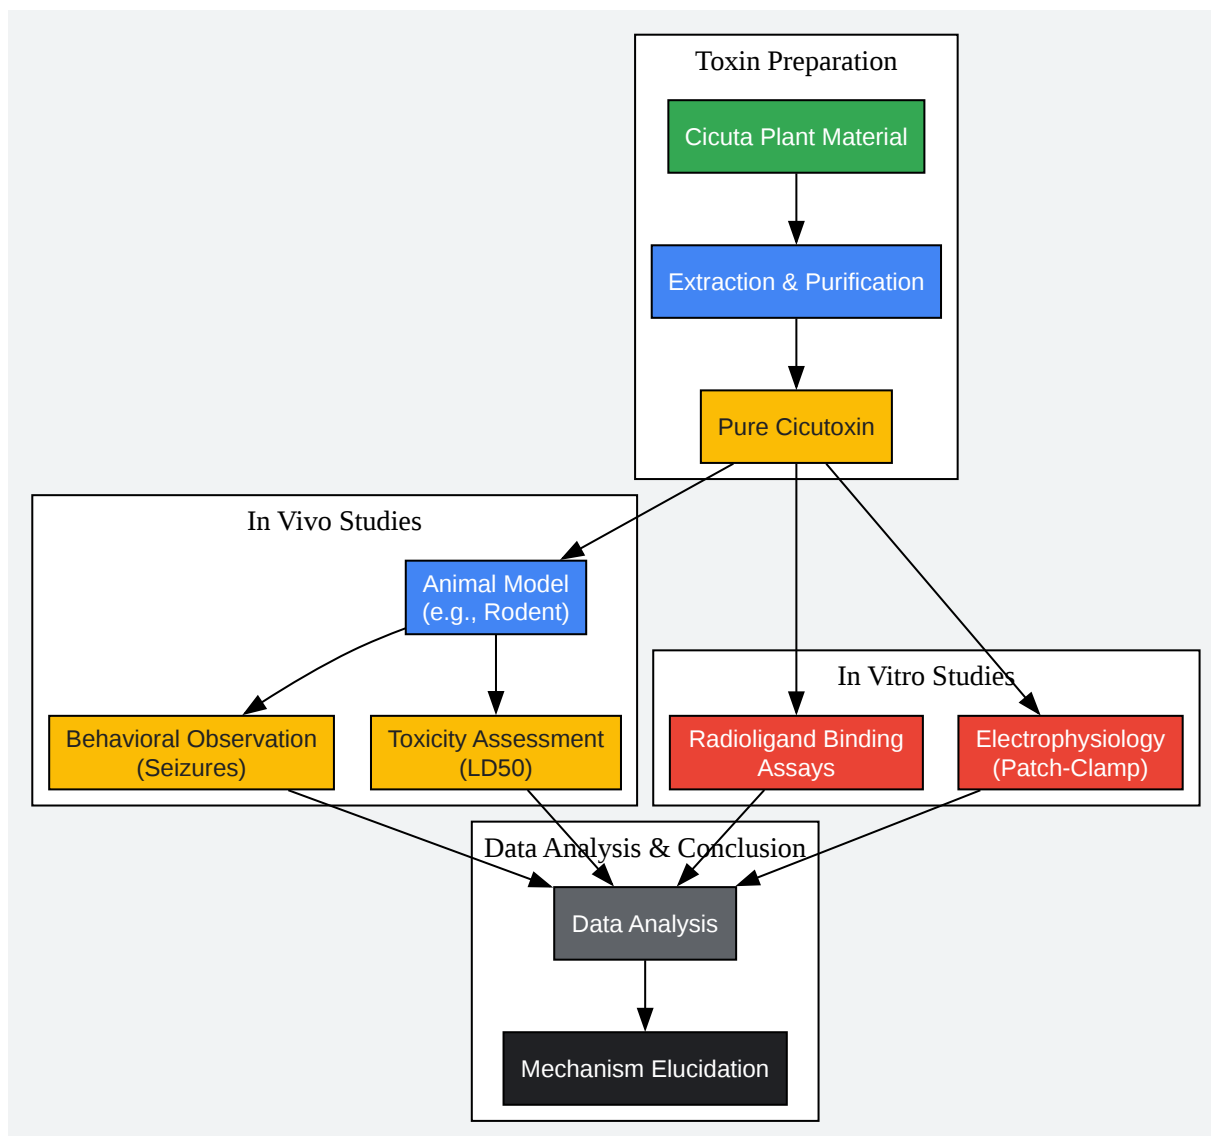 Toxin Preparation
Cicuta Plant Material
Extraction & Purification
Pure Cicutoxin
In Vivo Studies
Animal Model
(e.g., Rodent)
Behavioral Observation
(Seizures)
Toxicity Assessment
(LD50)
In Vitro Studies
Radioligand Binding
Assays
Electrophysiology
(Patch-Clamp)
Data Analysis & Conclusion
Data Analysis
Mechanism Elucidation